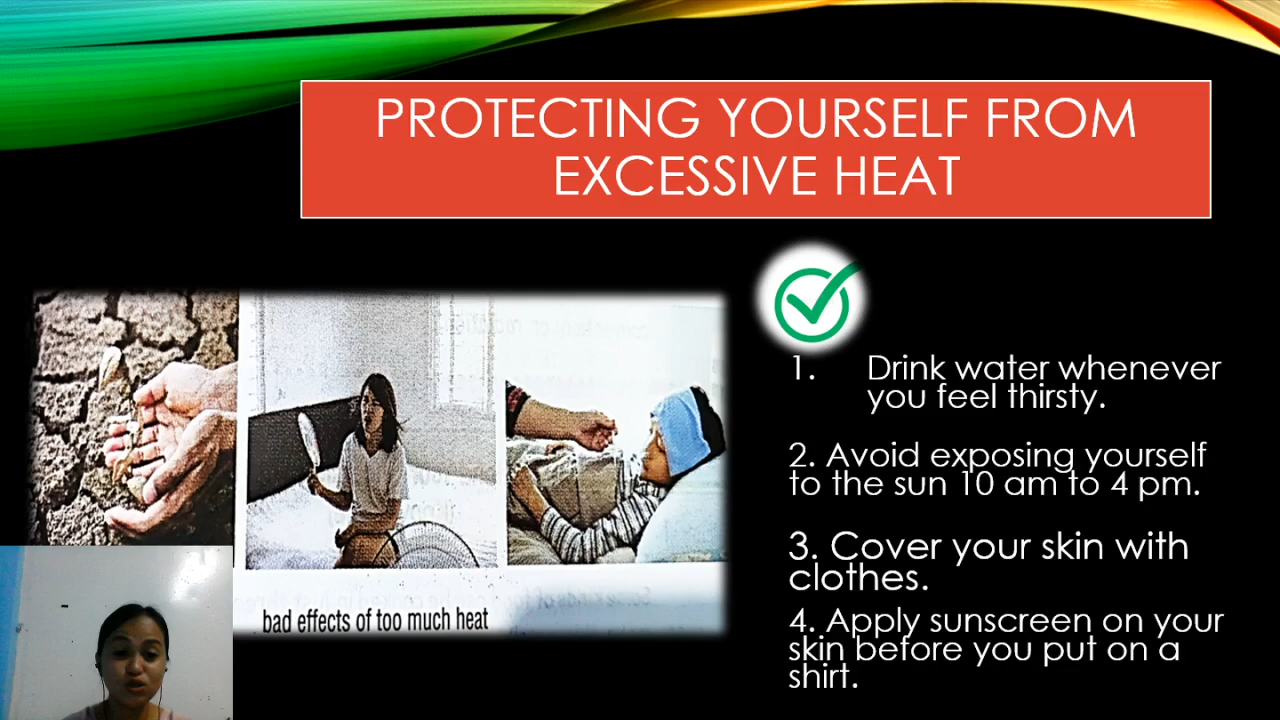 PROTECTING YOURSELF FROM
EXCESSIVE HEAT
bad effects of too much heat
1. Drink water whenever
you feel thirsty.
2. Avoid exposing yourself
to the sun 10 am to 4 pm.
3. Cover your skin with
clothes.
4. Apply sunscreen on your
skin before you put on a
shirt.